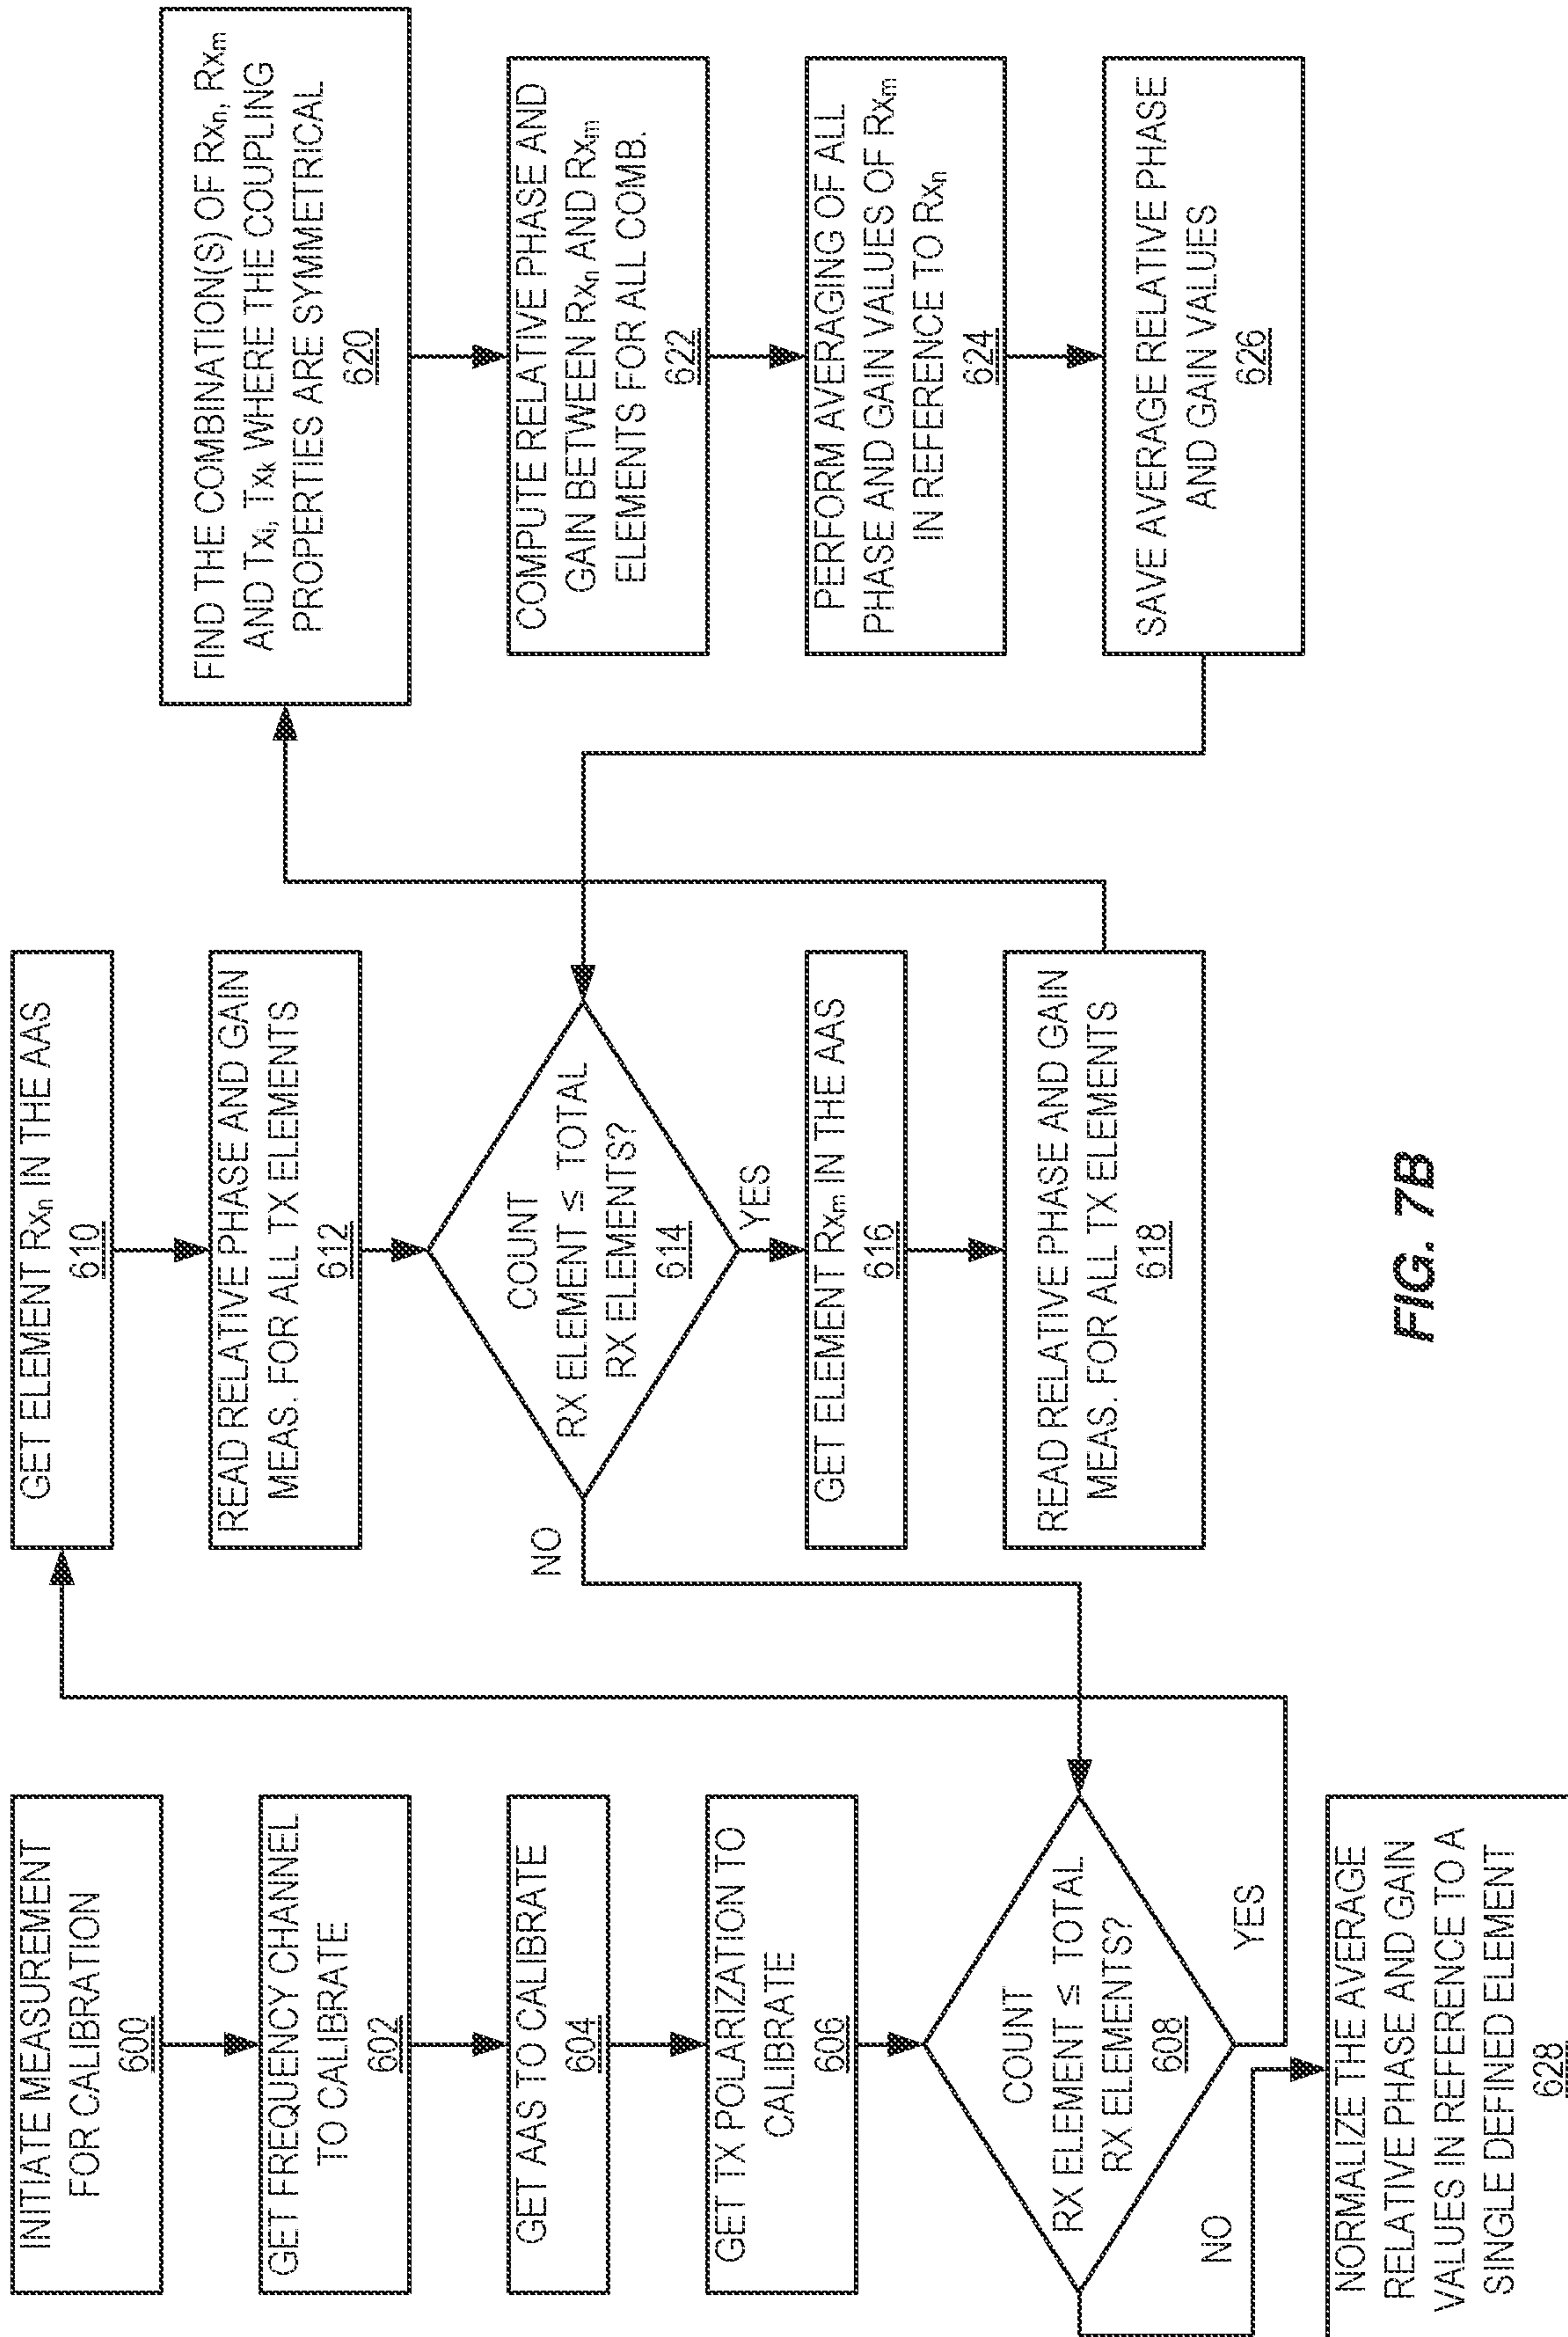 INITIATE MEASUREMENT
FOR CALIBRATION
600
GET FREQUENCY CHANNEL
TO CALIBRATE
602
GET AAS TO CALIBRATE
604
GET TX POLARIZATION TO
CALIBRATE
606
COUNT
RX ELEMENT ≤ TOTAL
RX ELEMENTS?
608
YES
NO
NORMALIZE THE AVERAGE
RELATIVE PHASE AND GAIN
VALUES IN REFERENCE TO A
SINGLE DEFINED ELEMENT
628
GET ELEMENT Rxn IN THE AAS
610
READ RELATIVE PHASE AND GAIN
MEAS. FOR ALL TX ELEMENTS
612
COUNT
RX ELEMENT ≤ TOTAL
RX ELEMENTS?
614
NO
YES
GET ELEMENT Rxm IN THE AAS
616
READ RELATIVE PHASE AND GAIN
MEAS. FOR ALL TX ELEMENTS
618
FIND THE COMBINATION(S) OF Rxn, Rxm
AND Txi, Txk WHERE THE COUPLING
PROPERTIES ARE SYMMETRICAL
620
COMPUTE RELATIVE PHASE AND
GAIN BETWEEN Rxn AND Rxm
ELEMENTS FOR ALL COMB.
622
PERFORM AVERAGING OF ALL
PHASE AND GAIN VALUES OF Rxm
IN REFERENCE TO Rxn
624
SAVE AVERAGE RELATIVE PHASE
AND GAIN VALUES
626
FIG. 7B